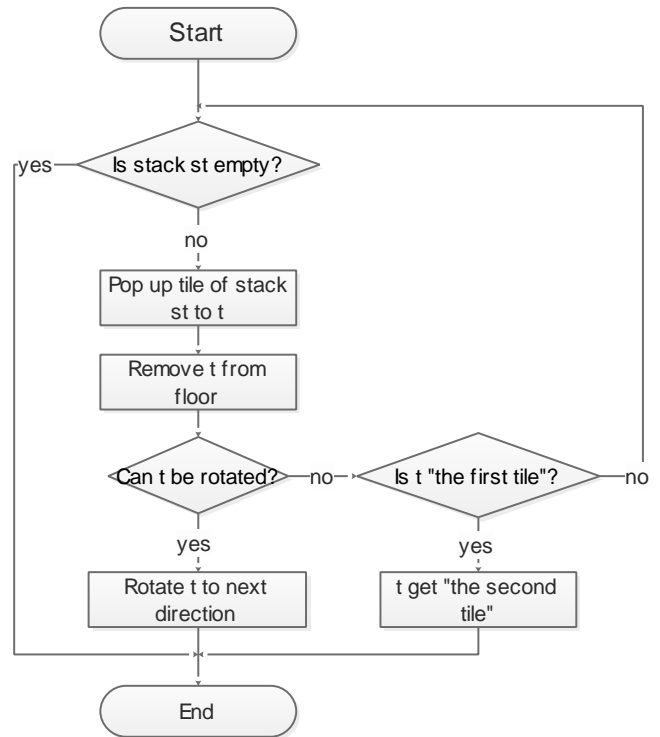 Start
Is stack st empty?
yes
no
Pop up tile of stack
st to t
Remove t from
floor
Can t be rotated?
no
Is t "the first tile"?
no
yes
yes
Rotate t to next
direction
t get "the second
tile"
End